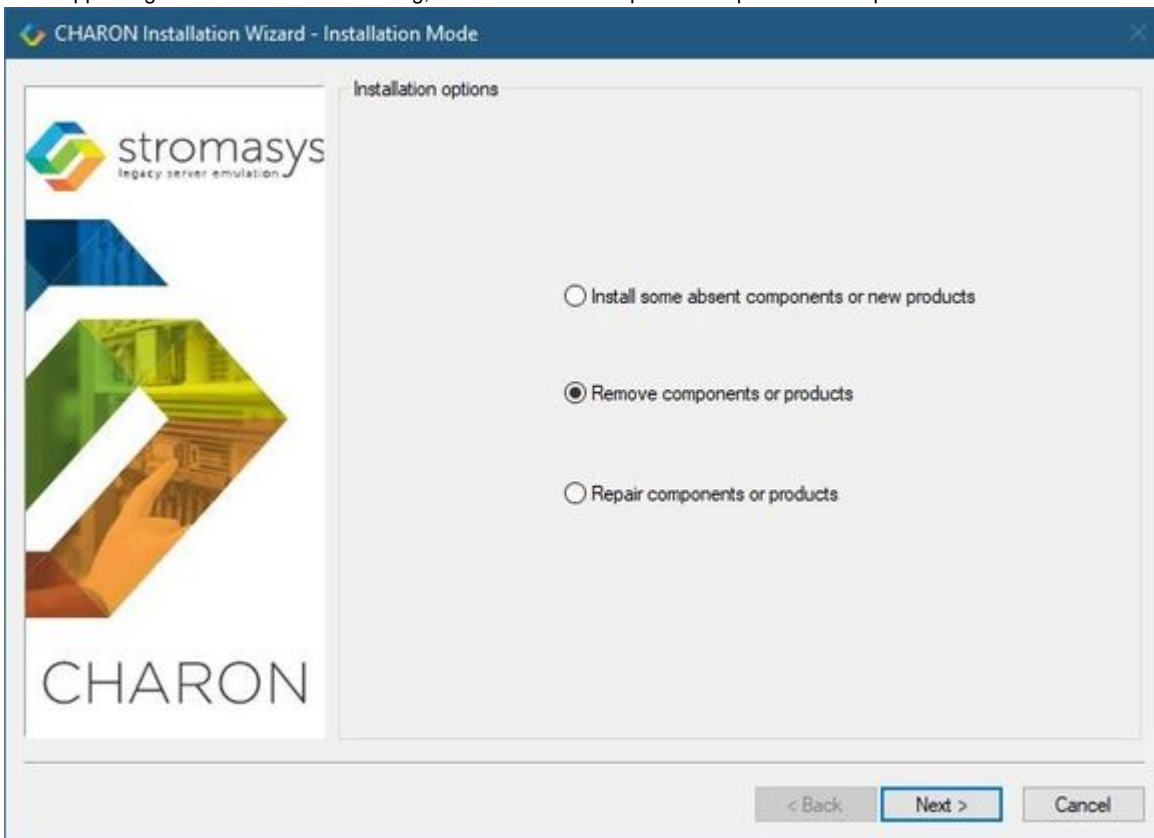 CHARON Installation Wizard - Installation Mode
Installation options
stromasys
legacy server emulation
Install some absent components or new products
Remove components or products
Repair components or products
CHARON
< Back
Next >
Cancel